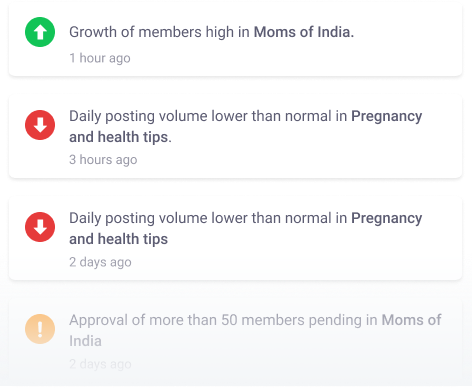 Growth of members high in Moms of India.
1 hour ago
Daily posting volume lower than normal in Pregnancy
and health tips.
3 hours ago
Daily posting volume lower than normal in Pregnancy
and health tips
2 days ago
Approval of more than 50 members pending in Moms of
India
2 days ago